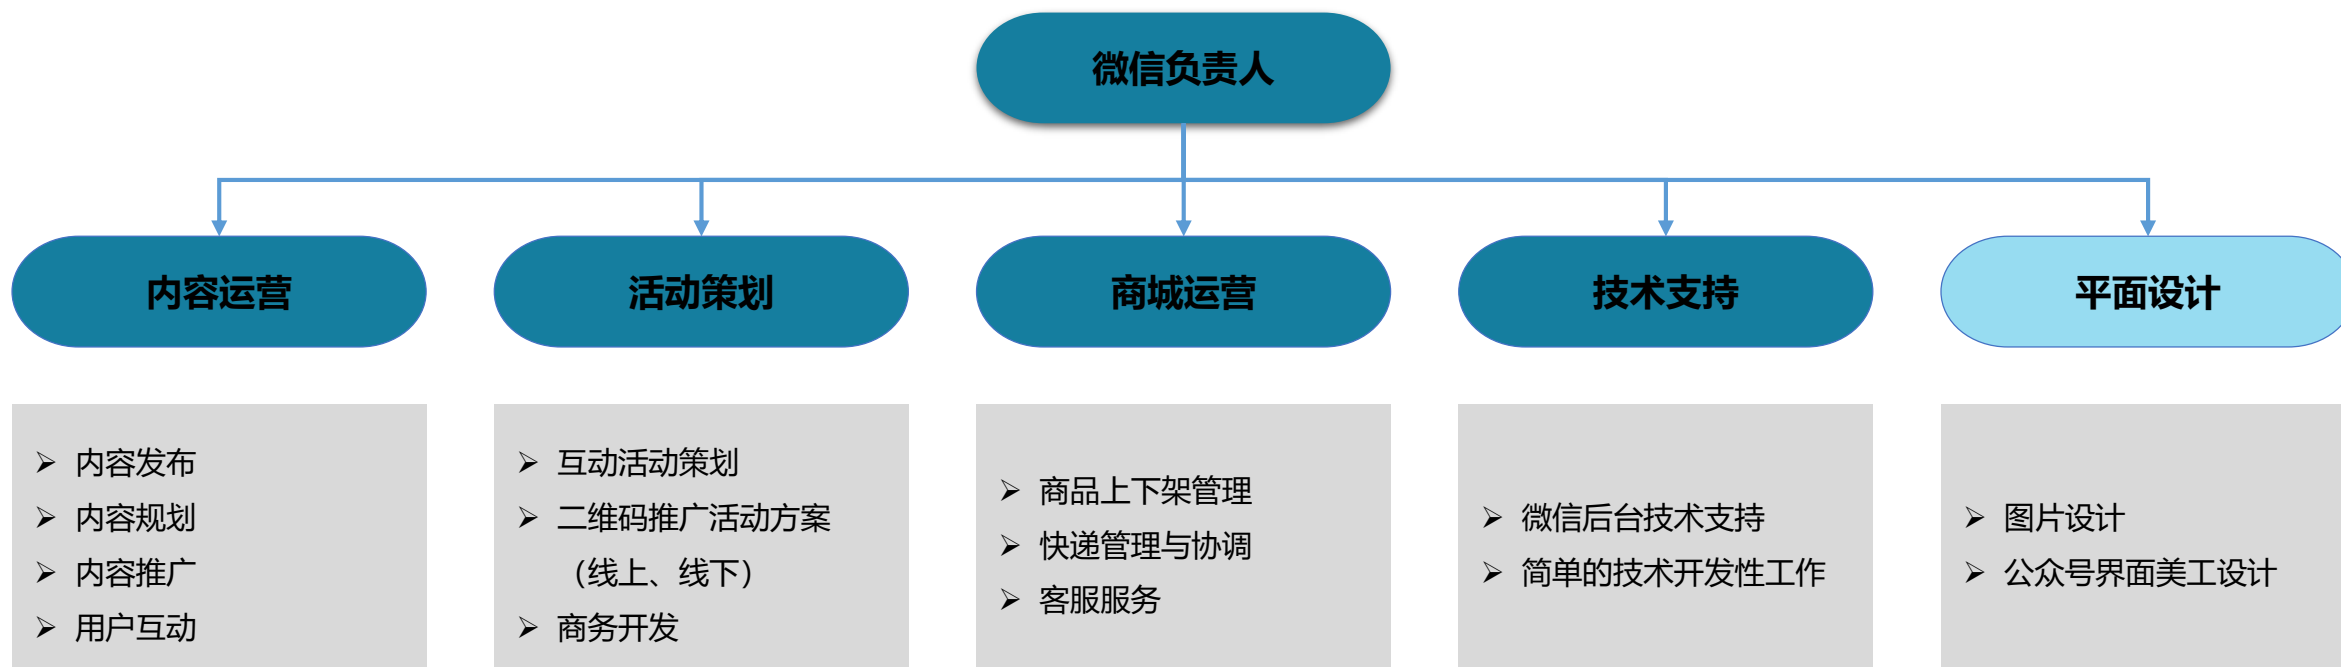 微信负责人
内容运营
活动策划
商城运营
技术支持
平面设计
内容发布
内容规划
内容推广
用户互动
互动活动策划
二维码推广活动方案
（线上、线下）
商务开发
商品上下架管理
快递管理与协调
客服服务
微信后台技术支持
简单的技术开发性工作
图片设计
公众号界面美工设计